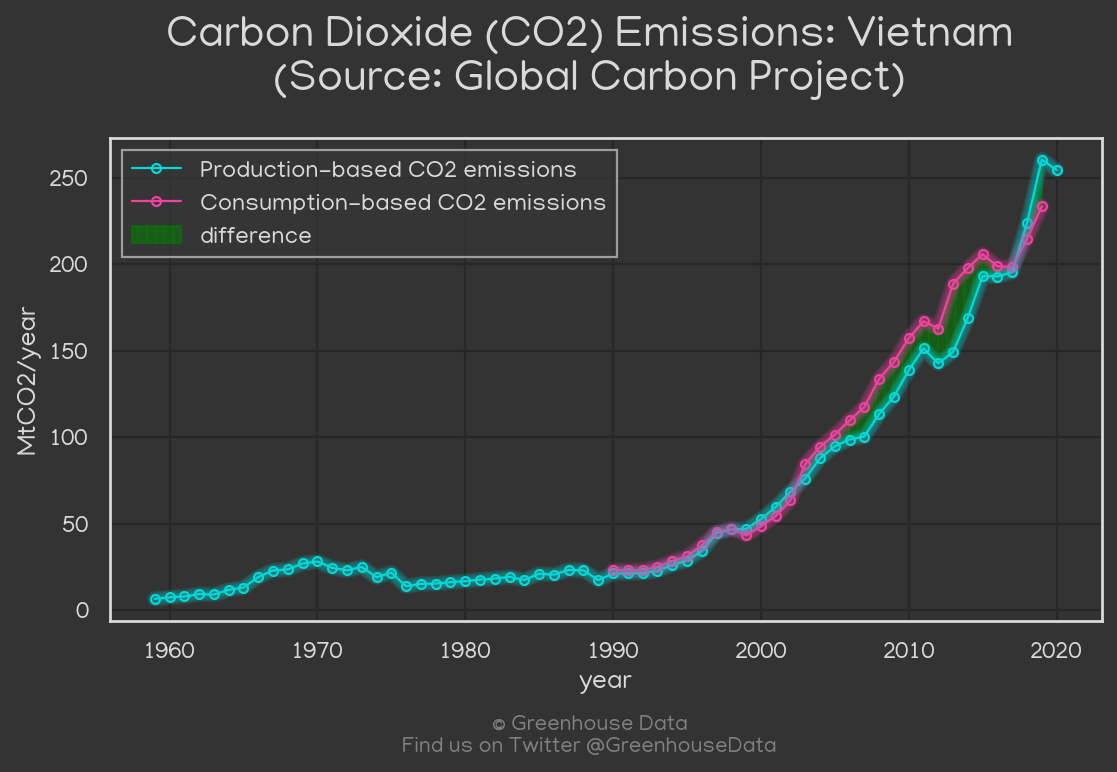 Carbon Dioxide (CO2) Emissions: Vietnam
(Source: Global Carbon Project)
Production-based CO2 emissions
Consumption-based CO2 emissions
difference
MtCO2/year
250
200
150
100
50
0
1960 1970 1980 1990 2000 2010 2020
year
© Greenhouse Data
Find us on Twitter @GreenhouseData